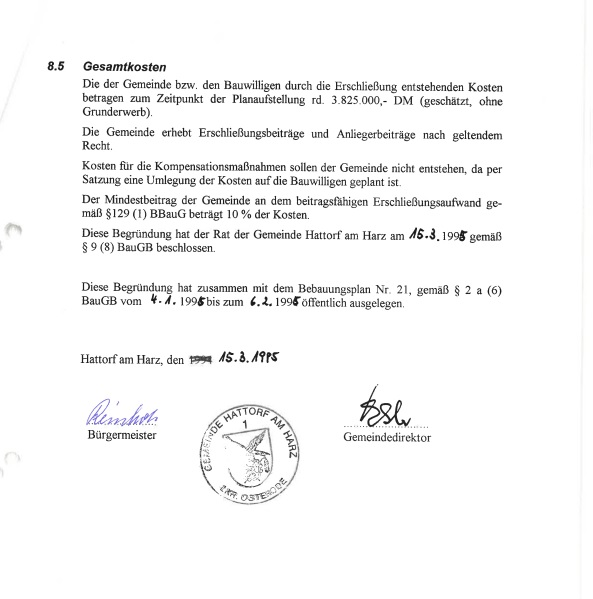 8.5 Gesamtkosten
Die der Gemeinde bzw. den Bauwilligen durch die Erschließung entstehenden Kosten
betragen zum Zeitpunkt der Planaufstellung rd. 3.825.000,- DM (geschätzt, ohne
Grunderwerb).
Die Gemeinde erhebt Erschließungsbeiträge und Anliegerbeiträge nach geltendem
Recht.
Kosten für die Kompensationsmaßnahmen sollen der Gemeinde nicht entstehen, da per
Satzung eine Umlegung der Kosten auf die Bauwilligen geplant ist.
Der Mindestbeitrag der Gemeinde an dem beitragsfähigen Erschließungsaufwand ge-
mäß §129 (1) BBauG beträgt 10 % der Kosten.
Diese Begründung hat der Rat der Gemeinde Hattorf am Harz am 15.3.1995 gemäß
§ 9 (8) BauGB beschlossen.
Diese Begründung hat zusammen mit dem Bebauungsplan Nr. 21, gemäß § 2 a (6)
BauGB vom 4.1.1995 bis zum 6.2.1995 öffentlich ausgelegen.
Hattorf am Harz, den 1994 15.3.1995
Bürgermeister
Gemeindedirektor
GEMEINDE HATTORF AM HARZ
1
LKR. OSTERODE